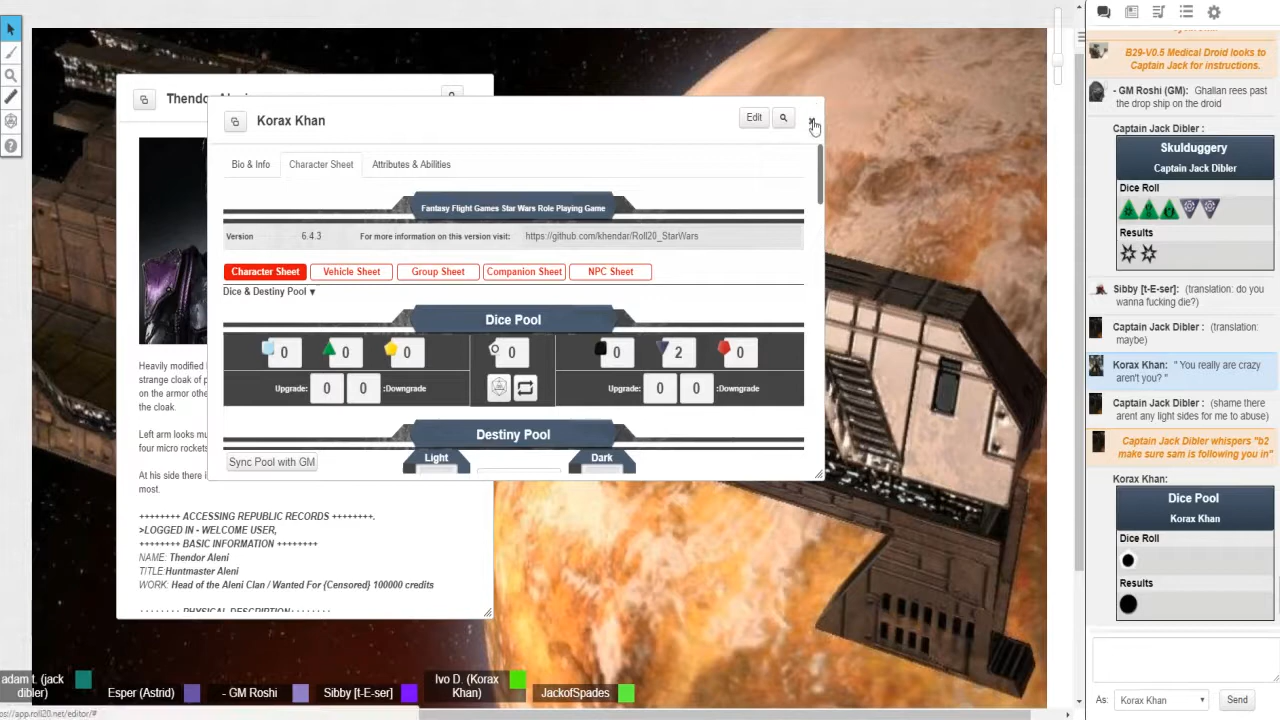 Thendor Aleni
Heavily modified
strange cloak of p
on the armor othe
the cloak.
Left arm looks mu
four micro rockets
At his side there i
most.
++++++++ ACCESSING REPUBLIC RECORDS ++++++++.
>LOGGED IN - WELCOME USER,
++++++++ BASIC INFORMATION ++++++++
NAME: Thendor Aleni
TITLE:Huntmaster Aleni
WORK: Head of the Aleni Clan / Wanted For {Censored} 100000 credits
++++++++ PHYSICAL DESCRIPTION++++++++
Korax Khan
Edit
Bio & Info
Character Sheet
Attributes & Abilities
Fantasy Flight Games Star Wars Role Playing Game
Version 6.4.3 For more information on this version visit: https://github.com/khendar/Roll20_StarWars
Character Sheet Vehicle Sheet Group Sheet Companion Sheet NPC Sheet
Dice & Destiny Pool ▼
Dice Pool
0 0 0 0 0 2 0
Upgrade: 0 0 :Downgrade Upgrade: 0 0 :Downgrade
Destiny Pool
Sync Pool with GM
Light Dark
B29-V0.5 Medical Droid looks to
Captain Jack for instructions.
- GM Roshi (GM): Ghalian rees past
the drop ship on the droid
Captain Jack Dibler :
Skulduggery
Captain Jack Dibler
Dice Roll
Results
Sibby [t-E-ser]: (translation: do you
wanna fucking die?)
Captain Jack Dibler : (translation:
maybe)
Korax Khan: " You really are crazy
aren't you? "
Captain Jack Dibler : (shame there
arent any light sides for me to abuse)
Captain Jack Dibler whispers "b2
make sure sam is following you in"
Korax Khan:
Dice Pool
Korax Khan
Dice Roll
Results
As: Korax Khan Send
adam t. (jack
dibler)
Esper (Astrid)
- GM Roshi
Sibby [t-E-ser]
Ivo D. (Korax
Khan)
JackofSpades
ps://app.roll20.net/editor/#